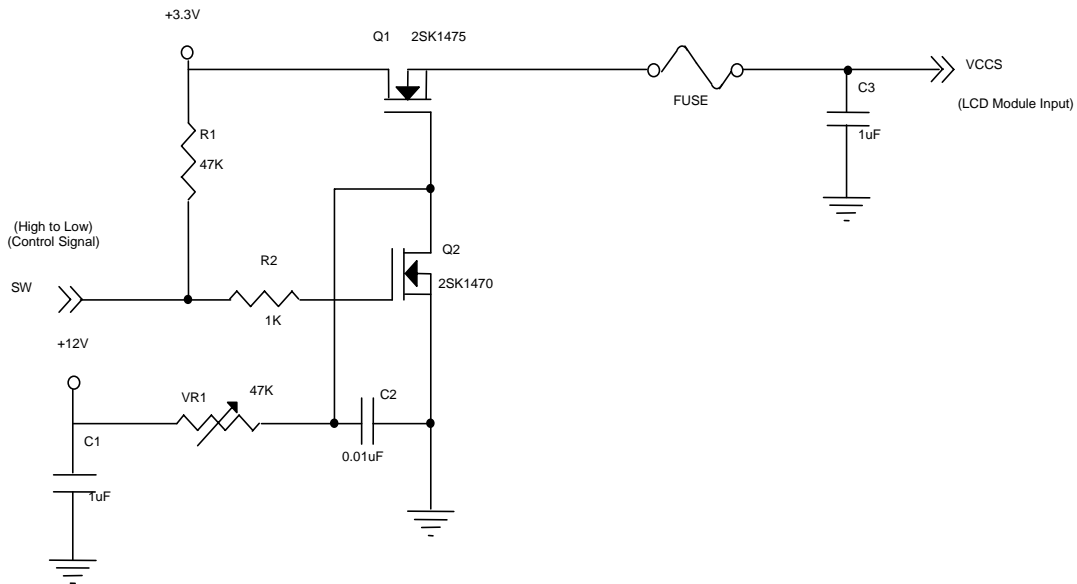 +3.3V
Q1 2SK1475
VCCS
C3
FUSE
(LCD Module Input)
R1
1uF
47K
(High to Low)
(Control Signal)
Q2
R2
SW
2SK1470
1K
+12V
47K
VR1
C2
C1
0.01uF
1uF